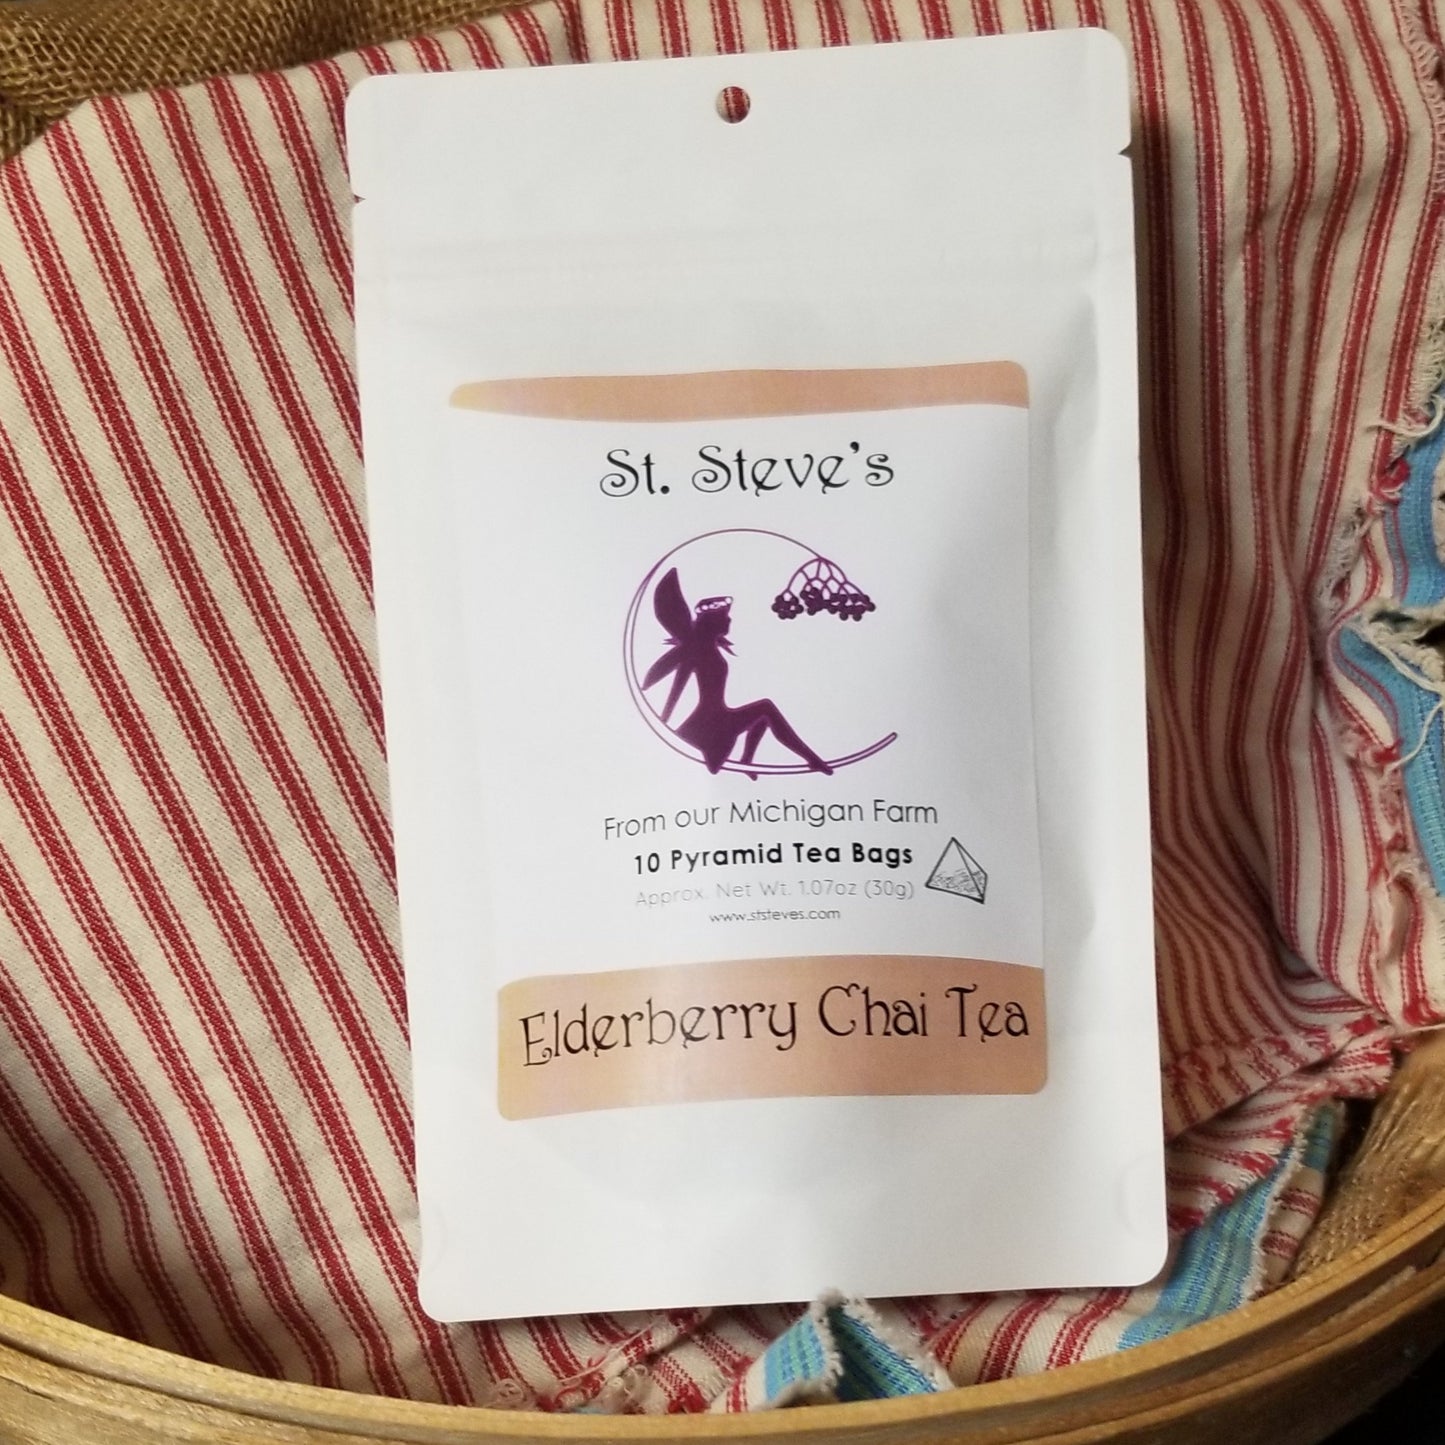 St. Steve's
From our Michigan Farm
10 Pyramid Tea Bags
Approx. Net Wt. 1.07oz (30g)
www.ststeves.com
Elderberry Chai Tea